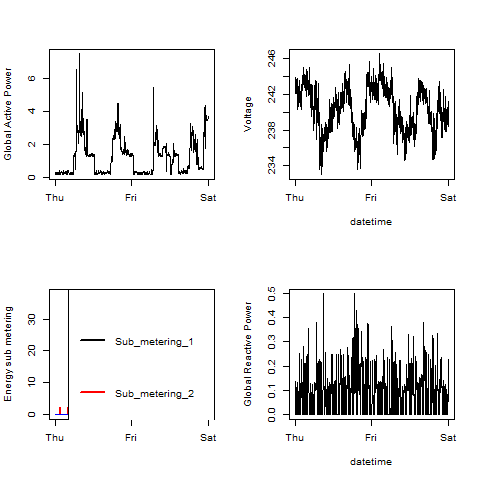 Global Active Power
0
2
4
6
Thu
Fri
Sat
Voltage
234
238
242
246
Thu
Fri
Sat
datetime
Energy sub metering
0
10
20
30
Sub_metering_1
Sub_metering_2
Thu
Fri
Sat
Global Reactive Power
0.0
0.1
0.2
0.3
0.4
0.5
Thu
Fri
Sat
datetime